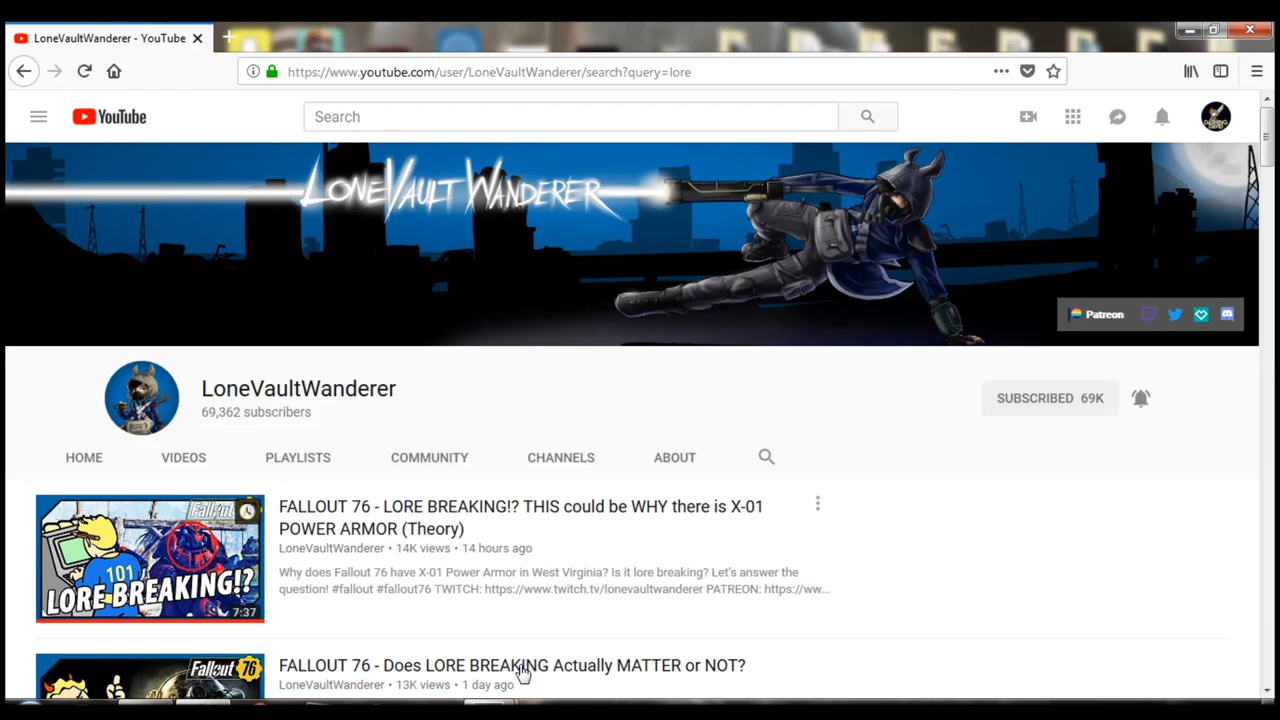 LoneVaultWanderer - YouTube
https://www.youtube.com/user/LoneVaultWanderer/search?query=lore
YouTube
Search
LONEVAULT WANDERER
Patreon
LoneVaultWanderer
69,362 subscribers
SUBSCRIBED 69K
HOME VIDEOS PLAYLISTS COMMUNITY CHANNELS ABOUT
Fallout
101
LORE BREAKING!?
7:37
FALLOUT 76 - LORE BREAKING!? THIS could be WHY there is X-01
POWER ARMOR (Theory)
LoneVaultWanderer • 14K views • 14 hours ago
Why does Fallout 76 have X-01 Power Armor in West Virginia? Is it lore breaking? Let's answer the
question! #fallout #fallout76 TWITCH: https://www.twitch.tv/lonevaultwanderer PATREON: https://ww...
Fallout 76
FALLOUT 76 - Does LORE BREAKING Actually MATTER or NOT?
LoneVaultWanderer • 13K views • 1 day ago